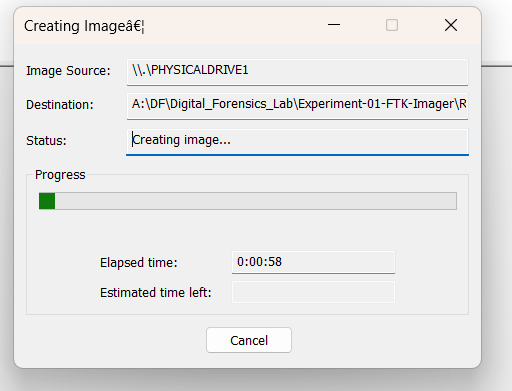 Creating Imageâ€¦
Image Source: \\.\PHYSICALDRIVE1
Destination: A:\DF\Digital_Forensics_Lab\Experiment-01-FTK-Imager\R
Status: Creating image...
Progress
Elapsed time: 0:00:58
Estimated time left:
Cancel